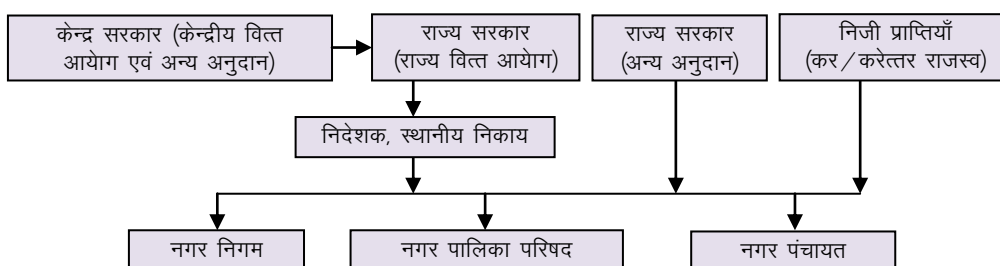 केन्द्र सरकार (केन्द्रीय वित्त
आयेाग एवं अन्य अनुदान)
राज्य सरकार
(राज्य वित्त आयेाग)
राज्य सरकार
(अन्य अनुदान)
निजी प्राप्तियाँ
(कर/करेत्तर राजस्व)
निदेशक, स्थानीय निकाय
नगर निगम
नगर पालिका परिषद
नगर पंचायत